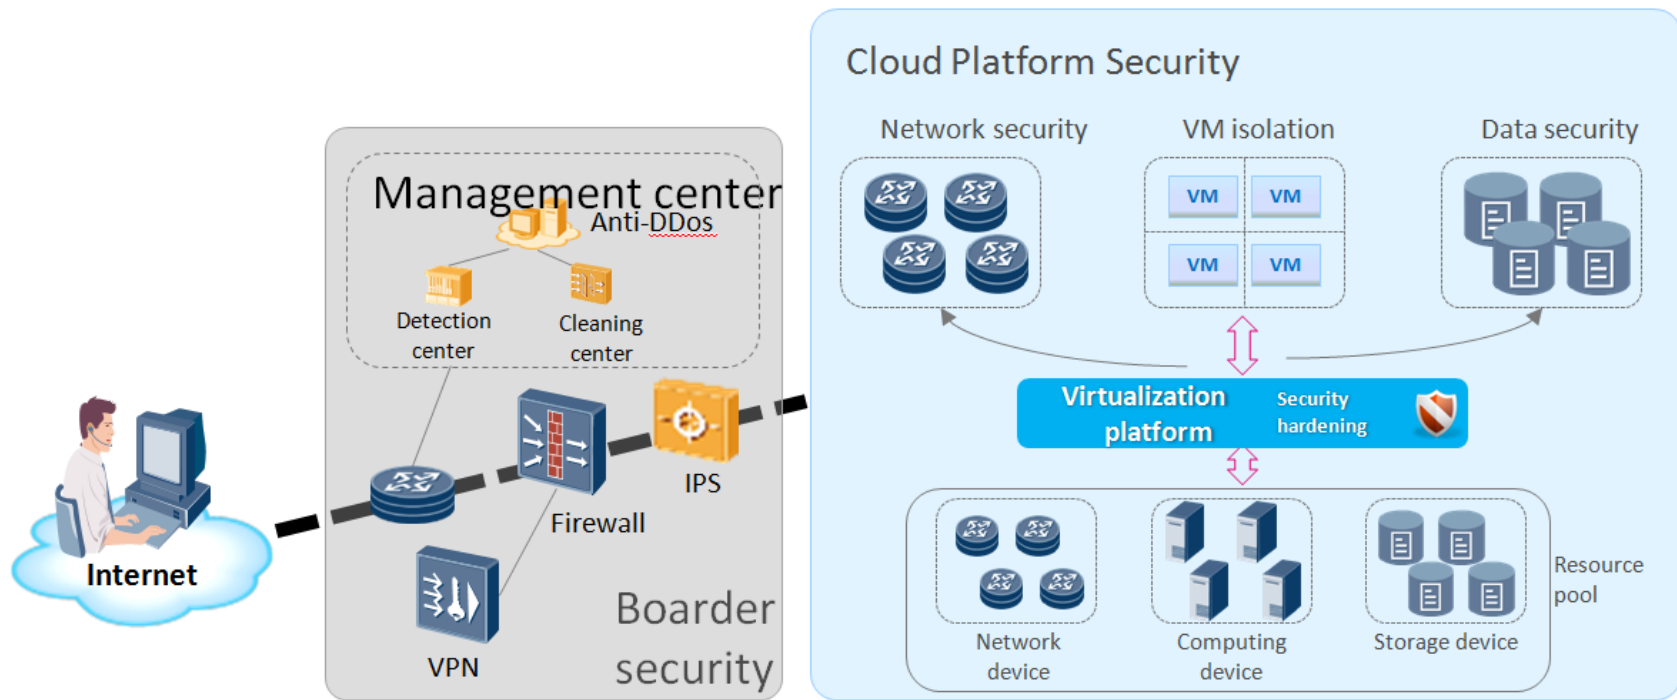 Cloud Platform Security
Network security
VM isolation
Data security
VM
VM
VM
VM
Management center
Anti-DDos
Detection
center
Cleaning
center
Virtualization
platform
Security
hardening
IPS
Firewall
Internet
VPN
Boarder
security
Resource
pool
Network
device
Computing
device
Storage device